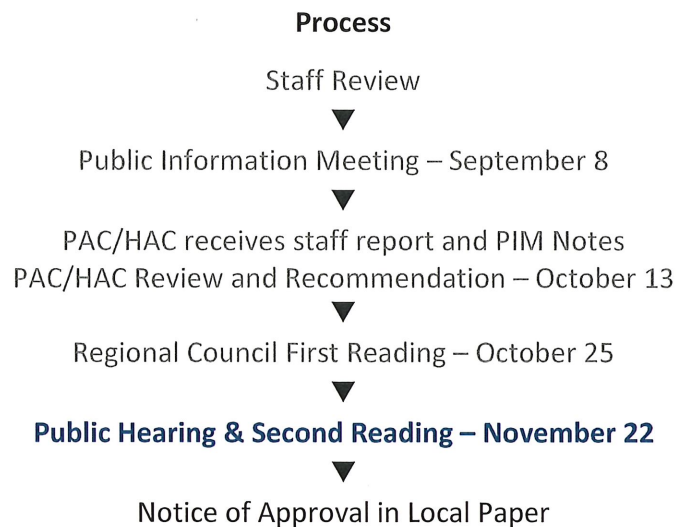 Process
Staff Review
Public Information Meeting – September 8
PAC/HAC receives staff report and PIM Notes
PAC/HAC Review and Recommendation – October 13
Regional Council First Reading – October 25
Public Hearing & Second Reading – November 22
Notice of Approval in Local Paper